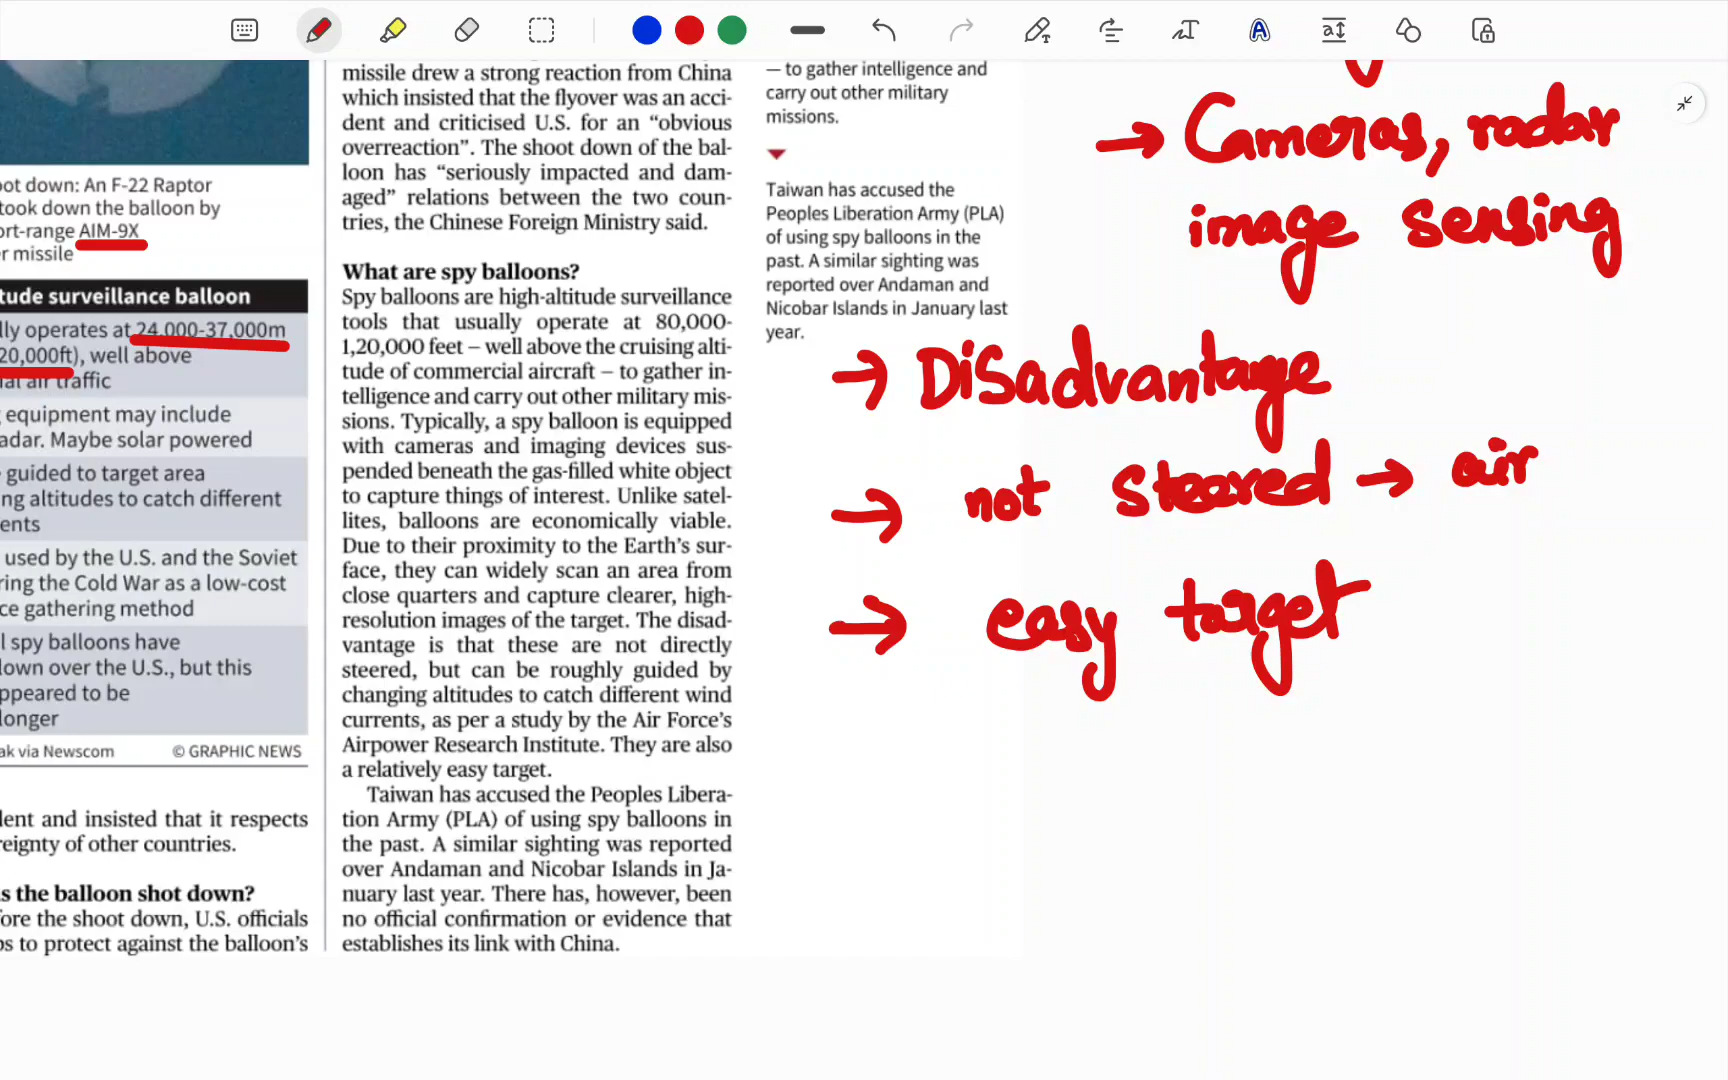 oot down: An F-22 Raptor
took down the balloon by
ort-range AIM-9X
r missile
tude surveillance balloon
lly operates at 24,000-37,000m
20,000ft), well above
ial air traffic
g equipment may include
adar. Maybe solar powered
e guided to target area
ing altitudes to catch different
ents
used by the U.S. and the Soviet
ring the Cold War as a low-cost
ce gathering method
l spy balloons have
lown over the U.S., but this
ppeared to be
longer
ak via Newscom © GRAPHIC NEWS
dent and insisted that it respects
reignty of other countries.
s the balloon shot down?
ore the shoot down, U.S. officials
ps to protect against the balloon's
missile drew a strong reaction from China
which insisted that the flyover was an acci-
dent and criticised U.S. for an “obvious
overreaction”. The shoot down of the bal-
loon has “seriously impacted and dam-
aged” relations between the two coun-
tries, the Chinese Foreign Ministry said.
What are spy balloons?
Spy balloons are high-altitude surveillance
tools that usually operate at 80,000-
1,20,000 feet – well above the cruising alti-
tude of commercial aircraft – to gather in-
telligence and carry out other military mis-
sions. Typically, a spy balloon is equipped
with cameras and imaging devices sus-
pended beneath the gas-filled white object
to capture things of interest. Unlike satel-
lites, balloons are economically viable.
Due to their proximity to the Earth's sur-
face, they can widely scan an area from
close quarters and capture clearer, high-
resolution images of the target. The disad-
vantage is that these are not directly
steered, but can be roughly guided by
changing altitudes to catch different wind
currents, as per a study by the Air Force's
Airpower Research Institute. They are also
a relatively easy target.
Taiwan has accused the Peoples Libera-
tion Army (PLA) of using spy balloons in
the past. A similar sighting was reported
over Andaman and Nicobar Islands in Ja-
nuary last year. There has, however, been
no official confirmation or evidence that
establishes its link with China.
— to gather intelligence and
carry out other military
missions.
Taiwan has accused the
Peoples Liberation Army (PLA)
of using spy balloons in the
past. A similar sighting was
reported over Andaman and
Nicobar Islands in January last
year.
→ Cameras, radar
image sensing
→ Disadvantage
→ not steered → air
→ easy target